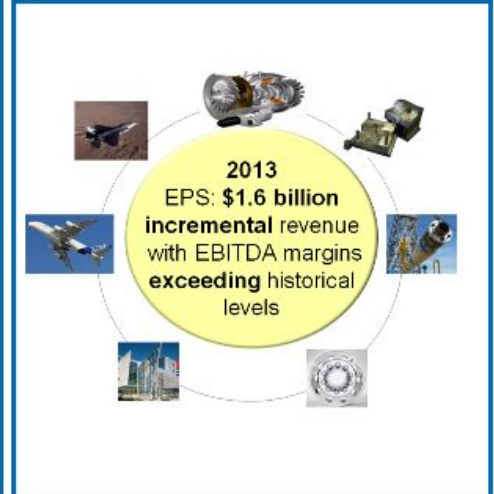 2013
EPS: $1.6 billion
incremental revenue
with EBITDA margins
exceeding historical
levels